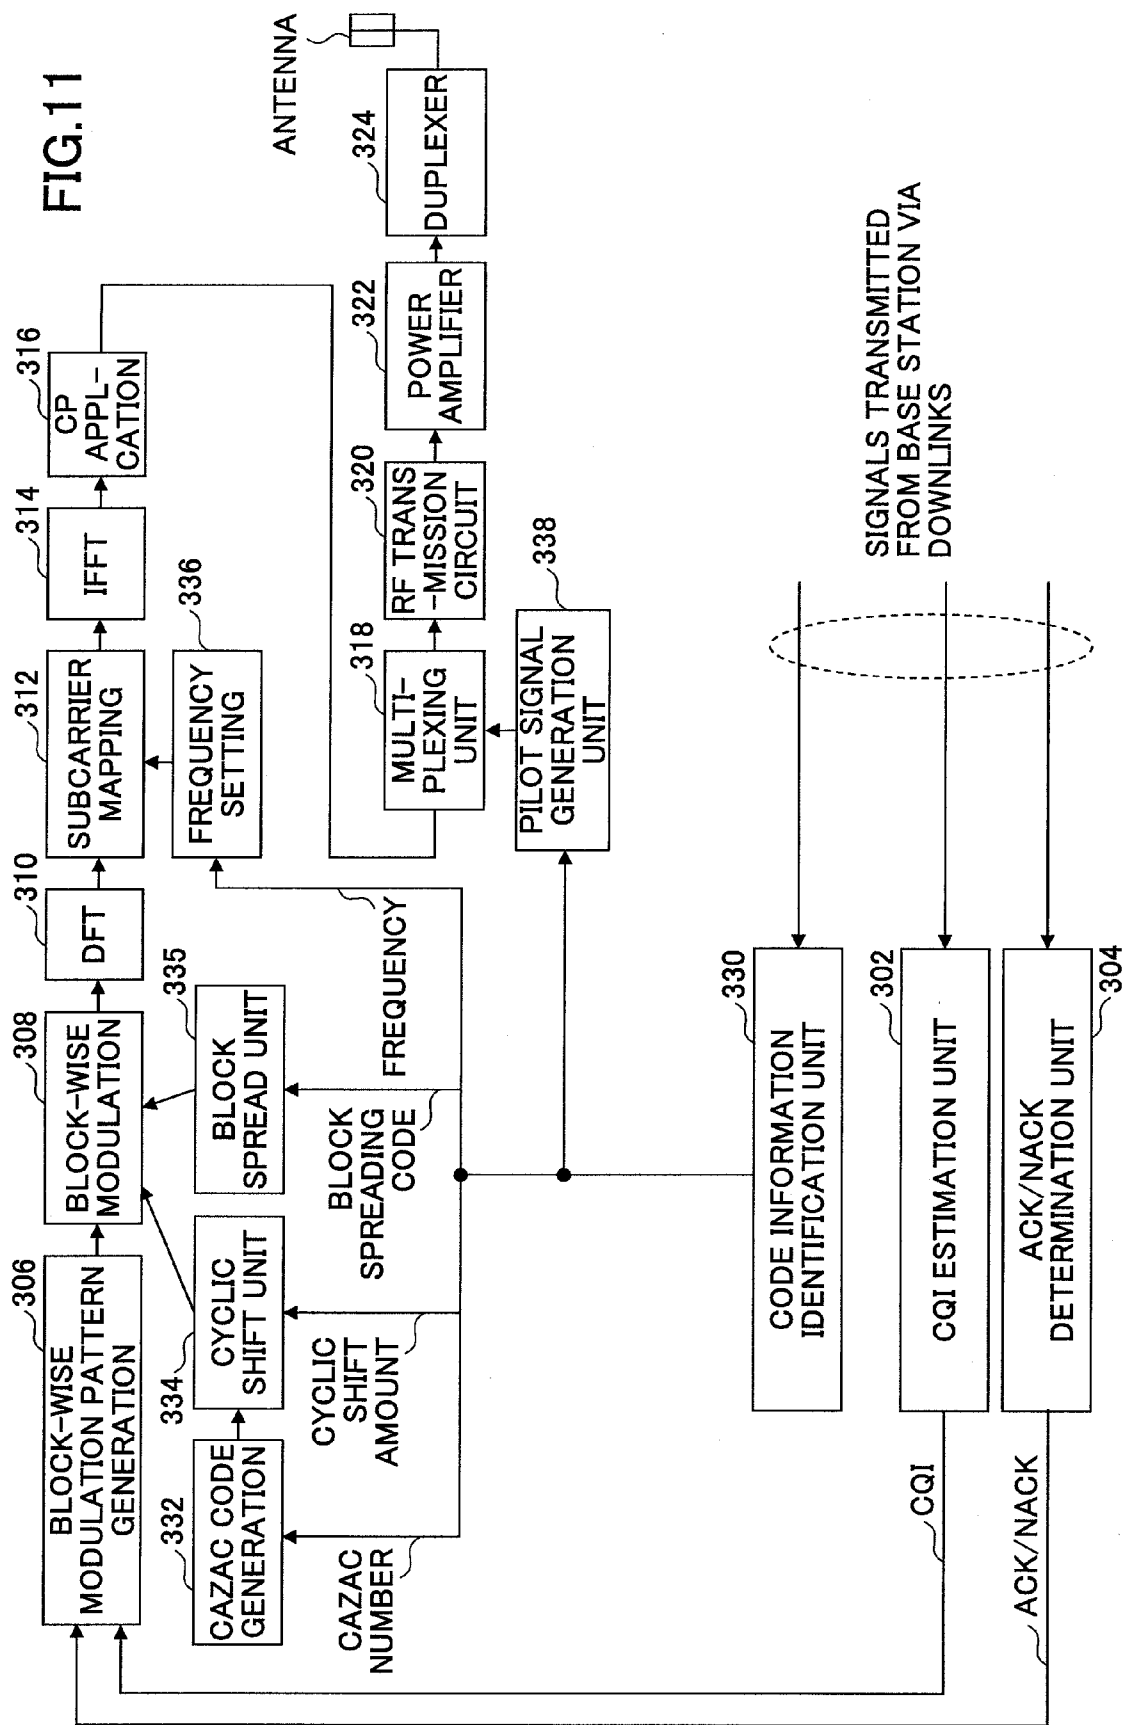 FIG.11
306
BLOCK-WISE
MODULATION PATTERN
GENERATION
308
BLOCK-WISE
MODULATION
310
DFT
312
SUBCARRIER
MAPPING
314
IFFT
316
CP
APPLI-
CATION
332
CAZAC CODE
GENERATION
334
CYCLIC
SHIFT UNIT
335
BLOCK
SPREAD UNIT
336
FREQUENCY
SETTING
CAZAC
NUMBER
CYCLIC
SHIFT
AMOUNT
BLOCK
SPREADING
CODE
FREQUENCY
318
MULTI-
PLEXING
UNIT
320
RF TRANS
-MISSION
CIRCUIT
322
POWER
AMPLIFIER
324
DUPLEXER
ANTENNA
338
PILOT SIGNAL
GENERATION
UNIT
330
CODE INFORMATION
IDENTIFICATION UNIT
302
CQI ESTIMATION UNIT
304
ACK/NACK
DETERMINATION UNIT
CQI
ACK/NACK
SIGNALS TRANSMITTED
FROM BASE STATION VIA
DOWNLINKS